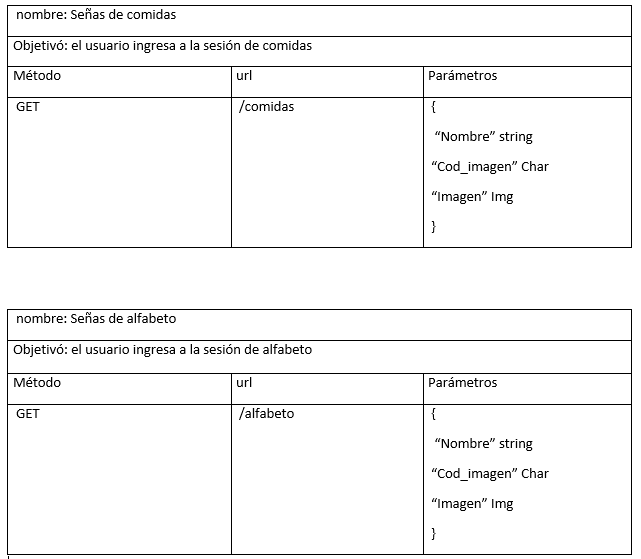 nombre: Señas de comidas
Objetivó: el usuario ingresa a la sesión de comidas
Método url Parámetros
GET /comidas {
“Nombre” string
“Cod_imagen” Char
“Imagen” Img
}
nombre: Señas de alfabeto
Objetivó: el usuario ingresa a la sesión de alfabeto
Método url Parámetros
GET /alfabeto {
“Nombre” string
“Cod_imagen” Char
“Imagen” Img
}